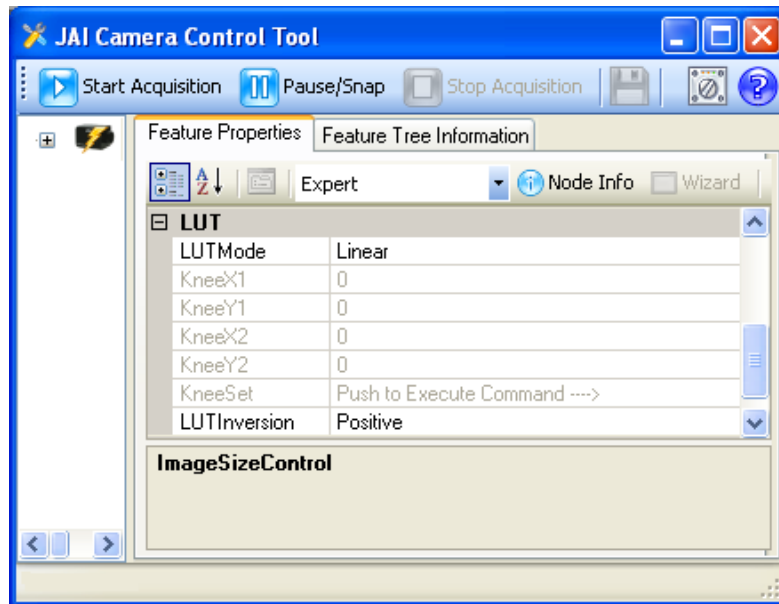 JAI Camera Control Tool
Start Acquisition Pause/Snap Stop Acquisition
Feature Properties Feature Tree Information
Expert Node Info Wizard
LUT
LUTMode Linear
KneeX1 0
KneeY1 0
KneeX2 0
KneeY2 0
KneeSet Push to Execute Command ---->
LUTInversion Positive
ImageSizeControl